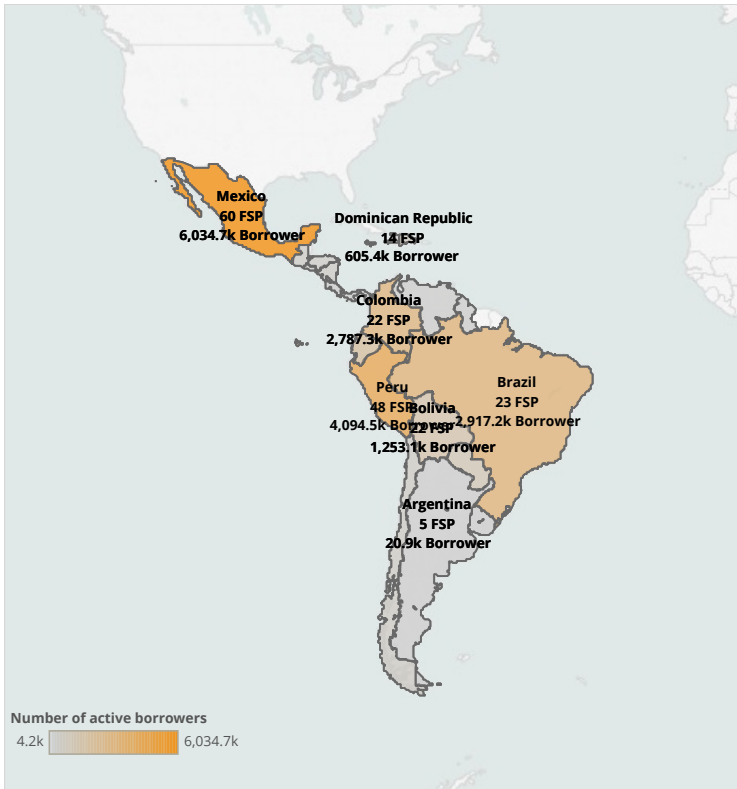 Mexico
60 FSP
6,034.7k Borrower
Dominican Republic
14 FSP
605.4k Borrower
Colombia
22 FSP
2,787.3k Borrower
Peru
48 FSP
4,094.5k Borrower
Bolivia
22 FSP
1,253.1k Borrower
Brazil
23 FSP
2,917.2k Borrower
Argentina
5 FSP
20.9k Borrower
Number of active borrowers
4.2k
6,034.7k